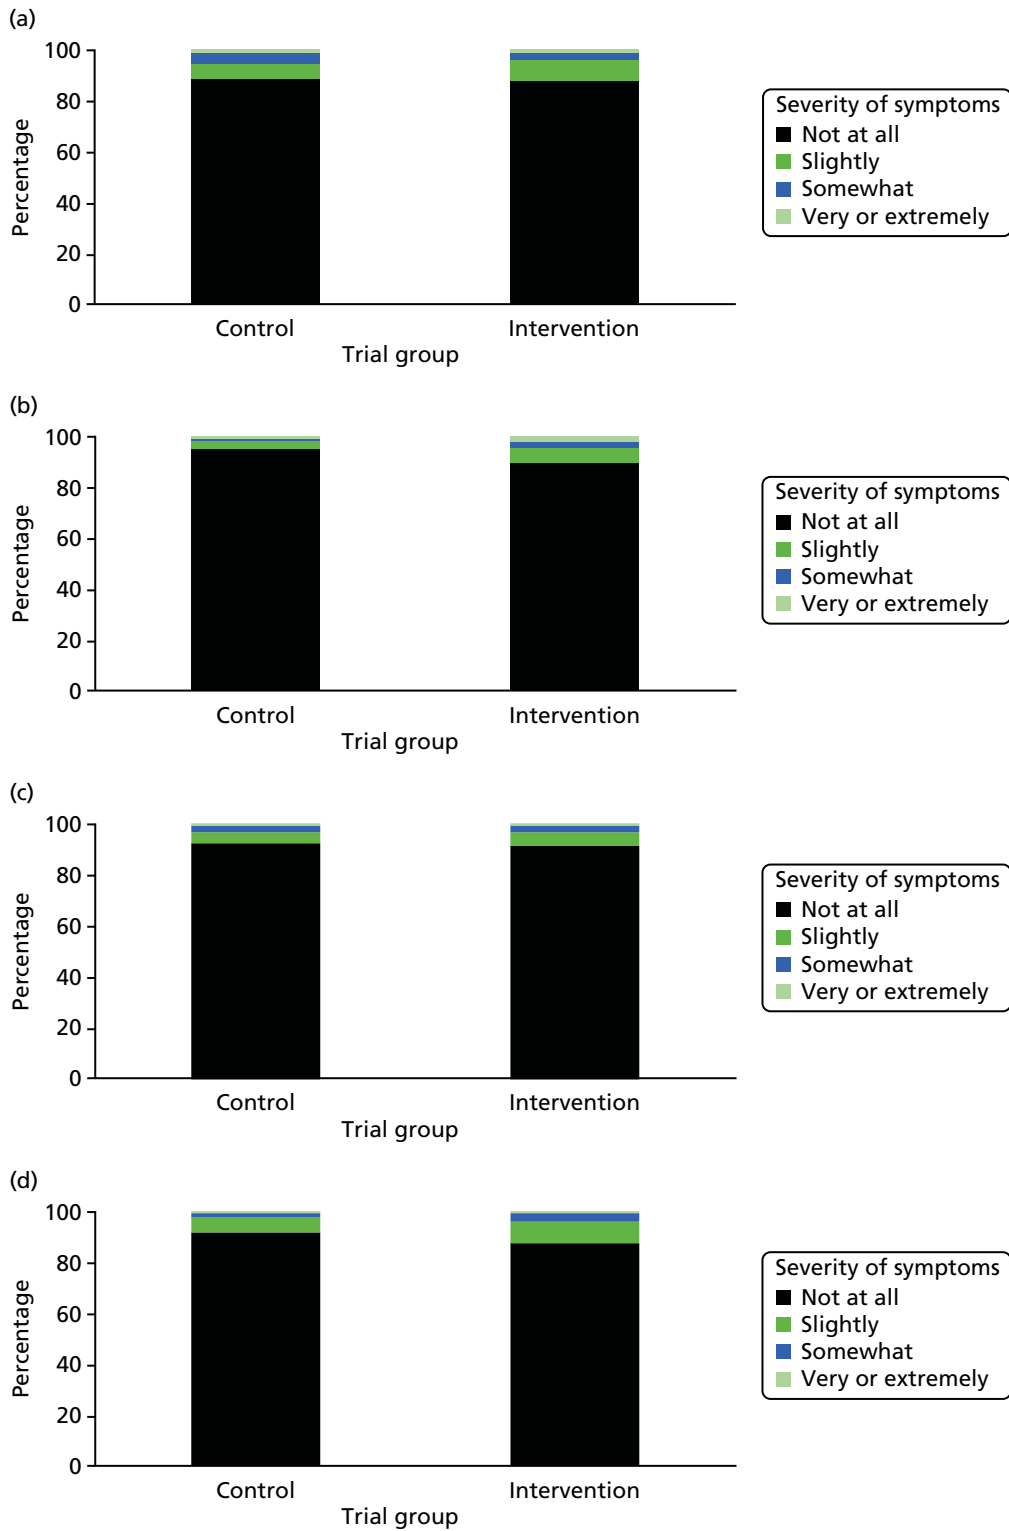 (a)
100
80
60
40
20
0
Percentage
Control
Intervention
Trial group
Severity of symptoms
Not at all
Slightly
Somewhat
Very or extremely
(b)
100
80
60
40
20
0
Percentage
Control
Intervention
Trial group
Severity of symptoms
Not at all
Slightly
Somewhat
Very or extremely
(c)
100
80
60
40
20
0
Percentage
Control
Intervention
Trial group
Severity of symptoms
Not at all
Slightly
Somewhat
Very or extremely
(d)
100
80
60
40
20
0
Percentage
Control
Intervention
Trial group
Severity of symptoms
Not at all
Slightly
Somewhat
Very or extremely